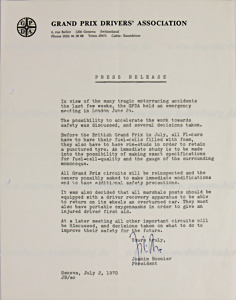 GRAND PRIX DRIVERS' ASSOCIATION
6, rue Bellot 1206 Geneva Switzerland
PRESS RELEASE
In view of the many tragic motorracing accidents
the last few weeks, the GPDA held an emergency
meeting in London June 24.
The possibility to accelerate the work towards
safety was discussed, and several decisions taken.
Before the British Grand Prix in July, all F1-cars
have to have their fuel-cells filled with foam,
they also have to have rim-studs in order to retain
a punctured tyre. An immediate study is to be made
into the possibility of making exact specifications
for fuel-cell-quality and the gauge of the surrounding
monocoque.
All Grand Prix circuits will be reinspected and the
owners possibly asked to make immediate modifications
and to take additional safety precautions.
It was also decided that all marshals posts should be
equipped with a driver recovery apparatus to be able
to return on its wheels an overturned car. They must
also have portable oxygenmasks in order to give an
injured driver first aid.
At a later meeting all other important circuits will
be discussed, and decisions taken on what to do to
improve their safety for the future.
Yours truly,
Joakim Bonnier
President
Geneva, July 2, 1970
JB/mc